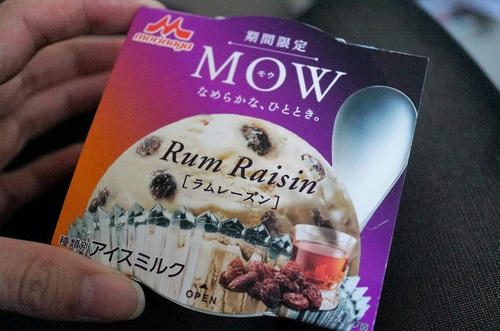 morinaga
期間限定
MOW
モウ
なめらかな、ひととき。
Rum Raisin
[ラムレーズン]
種類別アイスミルク
OPEN